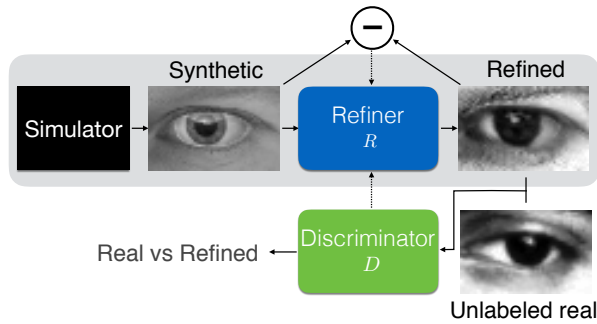 −
Synthetic
Refined
Simulator
Refiner
R
Discriminator
D
Real vs Refined
Unlabeled real